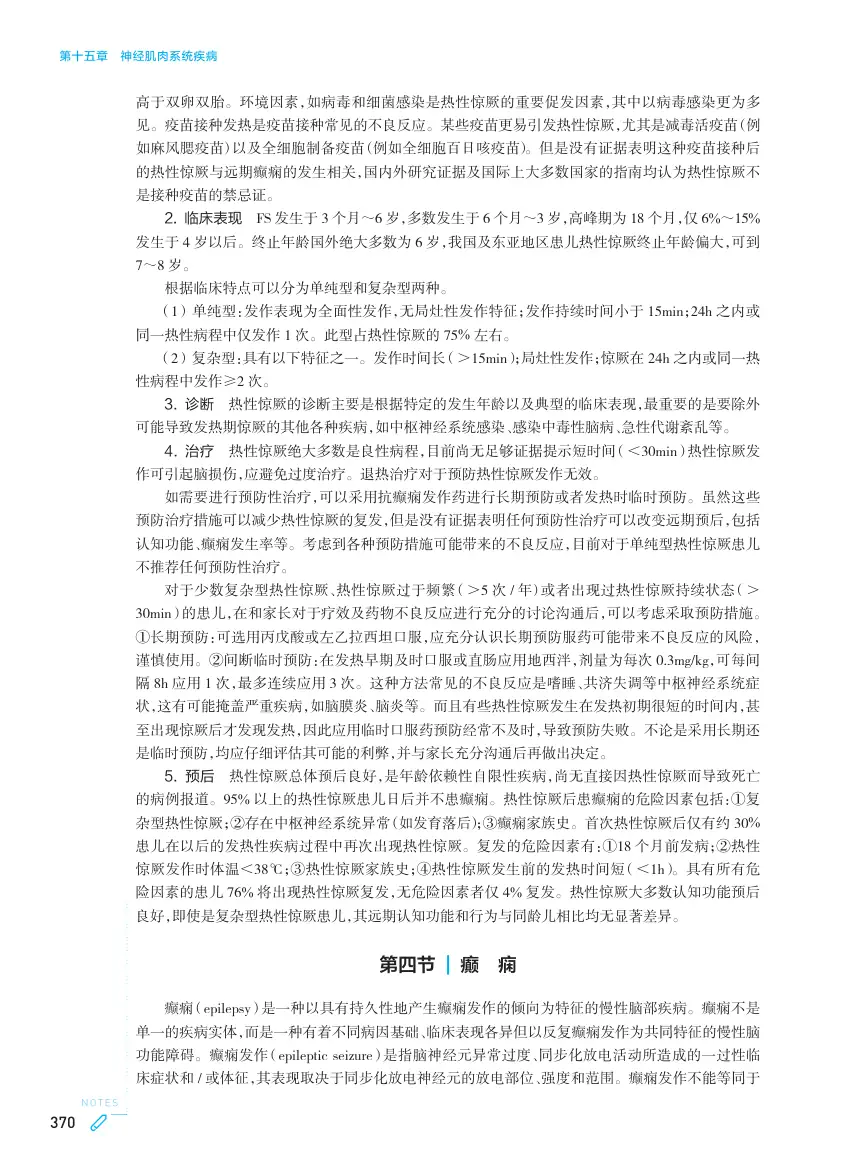 第十五章 神经肌肉系统疾病
高于双卵双胎。环境因素,如病毒和细菌感染是热性惊厥的重要促发因素,其中以病毒感染更为多
见。疫苗接种发热是疫苗接种常见的不良反应。某些疫苗更易引发热性惊厥,尤其是减毒活疫苗(例
如麻风腮疫苗)以及全细胞制备疫苗(例如全细胞百日咳疫苗)。但是没有证据表明这种疫苗接种后
的热性惊厥与远期癫痫的发生相关,国内外研究证据及国际上大多数国家的指南均认为热性惊厥不
是接种疫苗的禁忌证。
2. 临床表现 FS 发生于 3 个月～6 岁,多数发生于 6 个月～3 岁,高峰期为 18 个月,仅 6%～15%
发生于 4 岁以后。终止年龄国外绝大多数为 6 岁,我国及东亚地区患儿热性惊厥终止年龄偏大,可到
7～8 岁。
根据临床特点可以分为单纯型和复杂型两种。
(1)单纯型:发作表现为全面性发作,无局灶性发作特征;发作持续时间小于 15min;24h 之内或
同一热性病程中仅发作 1 次。此型占热性惊厥的 75% 左右。
(2)复杂型:具有以下特征之一。发作时间长(＞15min);局灶性发作;惊厥在 24h 之内或同一热
性病程中发作≥2 次。
3. 诊断 热性惊厥的诊断主要是根据特定的发生年龄以及典型的临床表现,最重要的是要除外
可能导致发热期惊厥的其他各种疾病,如中枢神经系统感染、感染中毒性脑病、急性代谢紊乱等。
4. 治疗 热性惊厥绝大多数是良性病程,目前尚无足够证据提示短时间(＜30min)热性惊厥发
作可引起脑损伤,应避免过度治疗。退热治疗对于预防热性惊厥发作无效。
如需要进行预防性治疗,可以采用抗癫痫发作药进行长期预防或者发热时临时预防。虽然这些
预防治疗措施可以减少热性惊厥的复发,但是没有证据表明任何预防性治疗可以改变远期预后,包括
认知功能、癫痫发生率等。考虑到各种预防措施可能带来的不良反应,目前对于单纯型热性惊厥患儿
不推荐任何预防性治疗。
对于少数复杂型热性惊厥、热性惊厥过于频繁(＞5 次 / 年)或者出现过热性惊厥持续状态(＞
30min)的患儿,在和家长对于疗效及药物不良反应进行充分的讨论沟通后,可以考虑采取预防措施。
①长期预防:可选用丙戊酸或左乙拉西坦口服,应充分认识长期预防服药可能带来不良反应的风险,
谨慎使用。②间断临时预防:在发热早期及时口服或直肠应用地西泮,剂量为每次 0.3mg/kg,可每间
隔 8h 应用 1 次,最多连续应用 3 次。这种方法常见的不良反应是嗜睡、共济失调等中枢神经系统症
状,这有可能掩盖严重疾病,如脑膜炎、脑炎等。而且有些热性惊厥发生在发热初期很短的时间内,甚
至出现惊厥后才发现发热,因此应用临时口服药预防经常不及时,导致预防失败。不论是采用长期还
是临时预防,均应仔细评估其可能的利弊,并与家长充分沟通后再做出决定。
5. 预后 热性惊厥总体预后良好,是年龄依赖性自限性疾病,尚无直接因热性惊厥而导致死亡
的病例报道。95% 以上的热性惊厥患儿日后并不患癫痫。热性惊厥后患癫痫的危险因素包括:①复
杂型热性惊厥;②存在中枢神经系统异常(如发育落后);③癫痫家族史。首次热性惊厥后仅有约 30%
患儿在以后的发热性疾病过程中再次出现热性惊厥。复发的危险因素有:①18 个月前发病;②热性
惊厥发作时体温＜38℃;③热性惊厥家族史;④热性惊厥发生前的发热时间短(＜1h)。具有所有危
险因素的患儿 76% 将出现热性惊厥复发,无危险因素者仅 4% 复发。热性惊厥大多数认知功能预后
良好,即使是复杂型热性惊厥患儿,其远期认知功能和行为与同龄儿相比均无显著差异。
第四节 | 癫 痫
癫痫(epilepsy)是一种以具有持久性地产生癫痫发作的倾向为特征的慢性脑部疾病。癫痫不是
单一的疾病实体,而是一种有着不同病因基础、临床表现各异但以反复癫痫发作为共同特征的慢性脑
功能障碍。癫痫发作(epileptic seizure)是指脑神经元异常过度、同步化放电活动所造成的一过性临
床症状和 / 或体征,其表现取决于同步化放电神经元的放电部位、强度和范围。癫痫发作不能等同于
NOTES
370